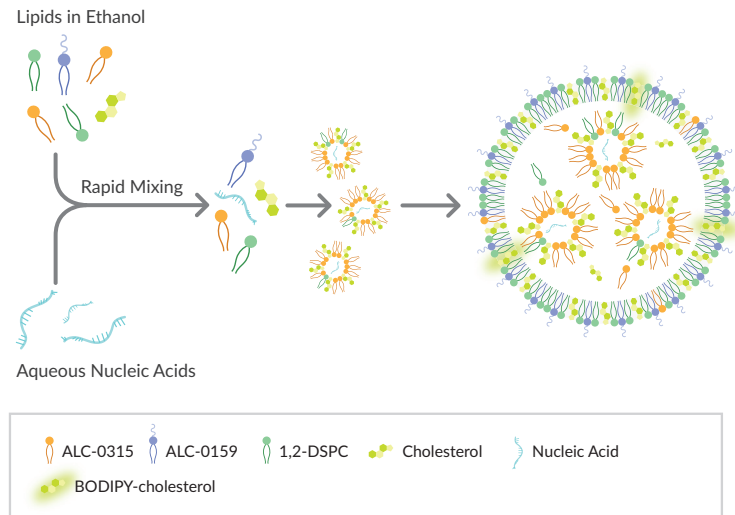 Lipids in Ethanol
Rapid Mixing
Aqueous Nucleic Acids
ALC-0315
ALC-0159
1,2-DSPC
Cholesterol
Nucleic Acid
BODIPY-cholesterol